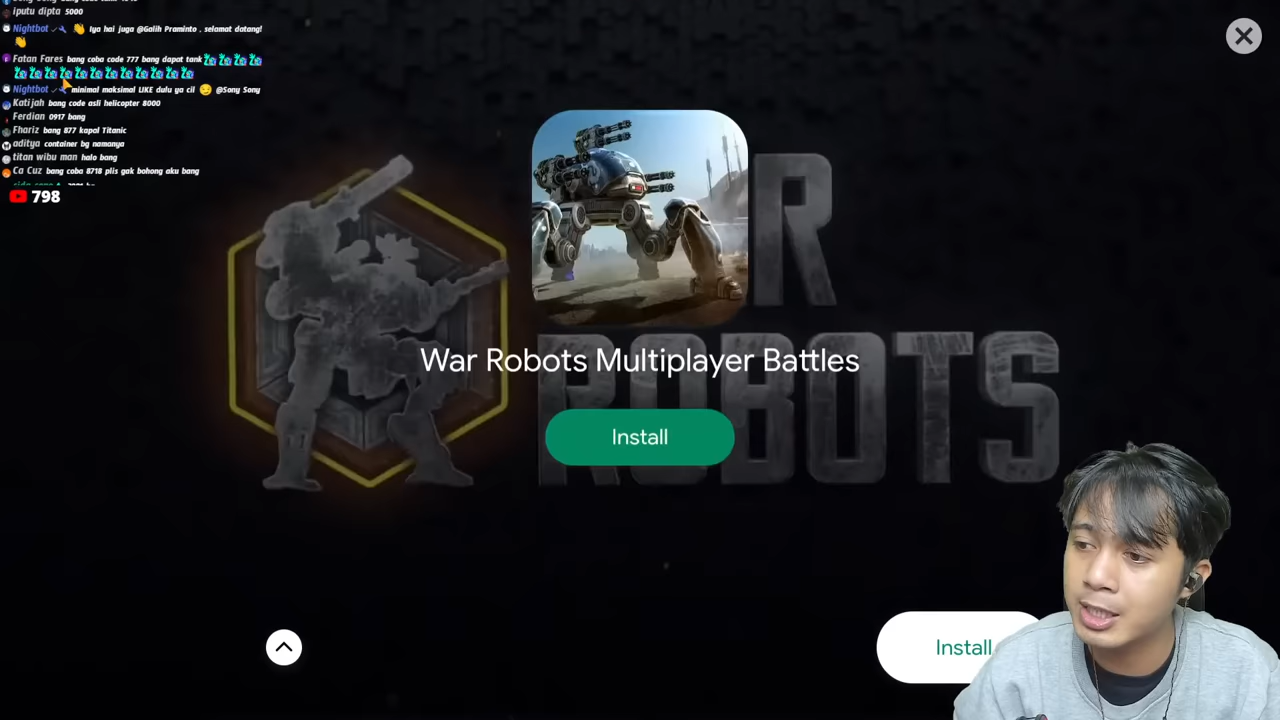 iputu dipta 5000
Nightbot 👋 Iya hai juga @Galih Praminto , selamat datang!
👋
Fatan Fares bang coba code 777 bang dapat tank
Nightbot minimal maksimal LIKE dulu ya cil 😏 @Sony Sony
Katijah bang code asli helicopter 8000
Ferdian 0917 bang
Fhariz bang 877 kapal Titanic
aditya container bg namanya
titan wibu man halo bang
Ca Cuz bang coba 8718 plis gak bohong aku bang
798
R
ROBOTS
War Robots Multiplayer Battles
Install
Install